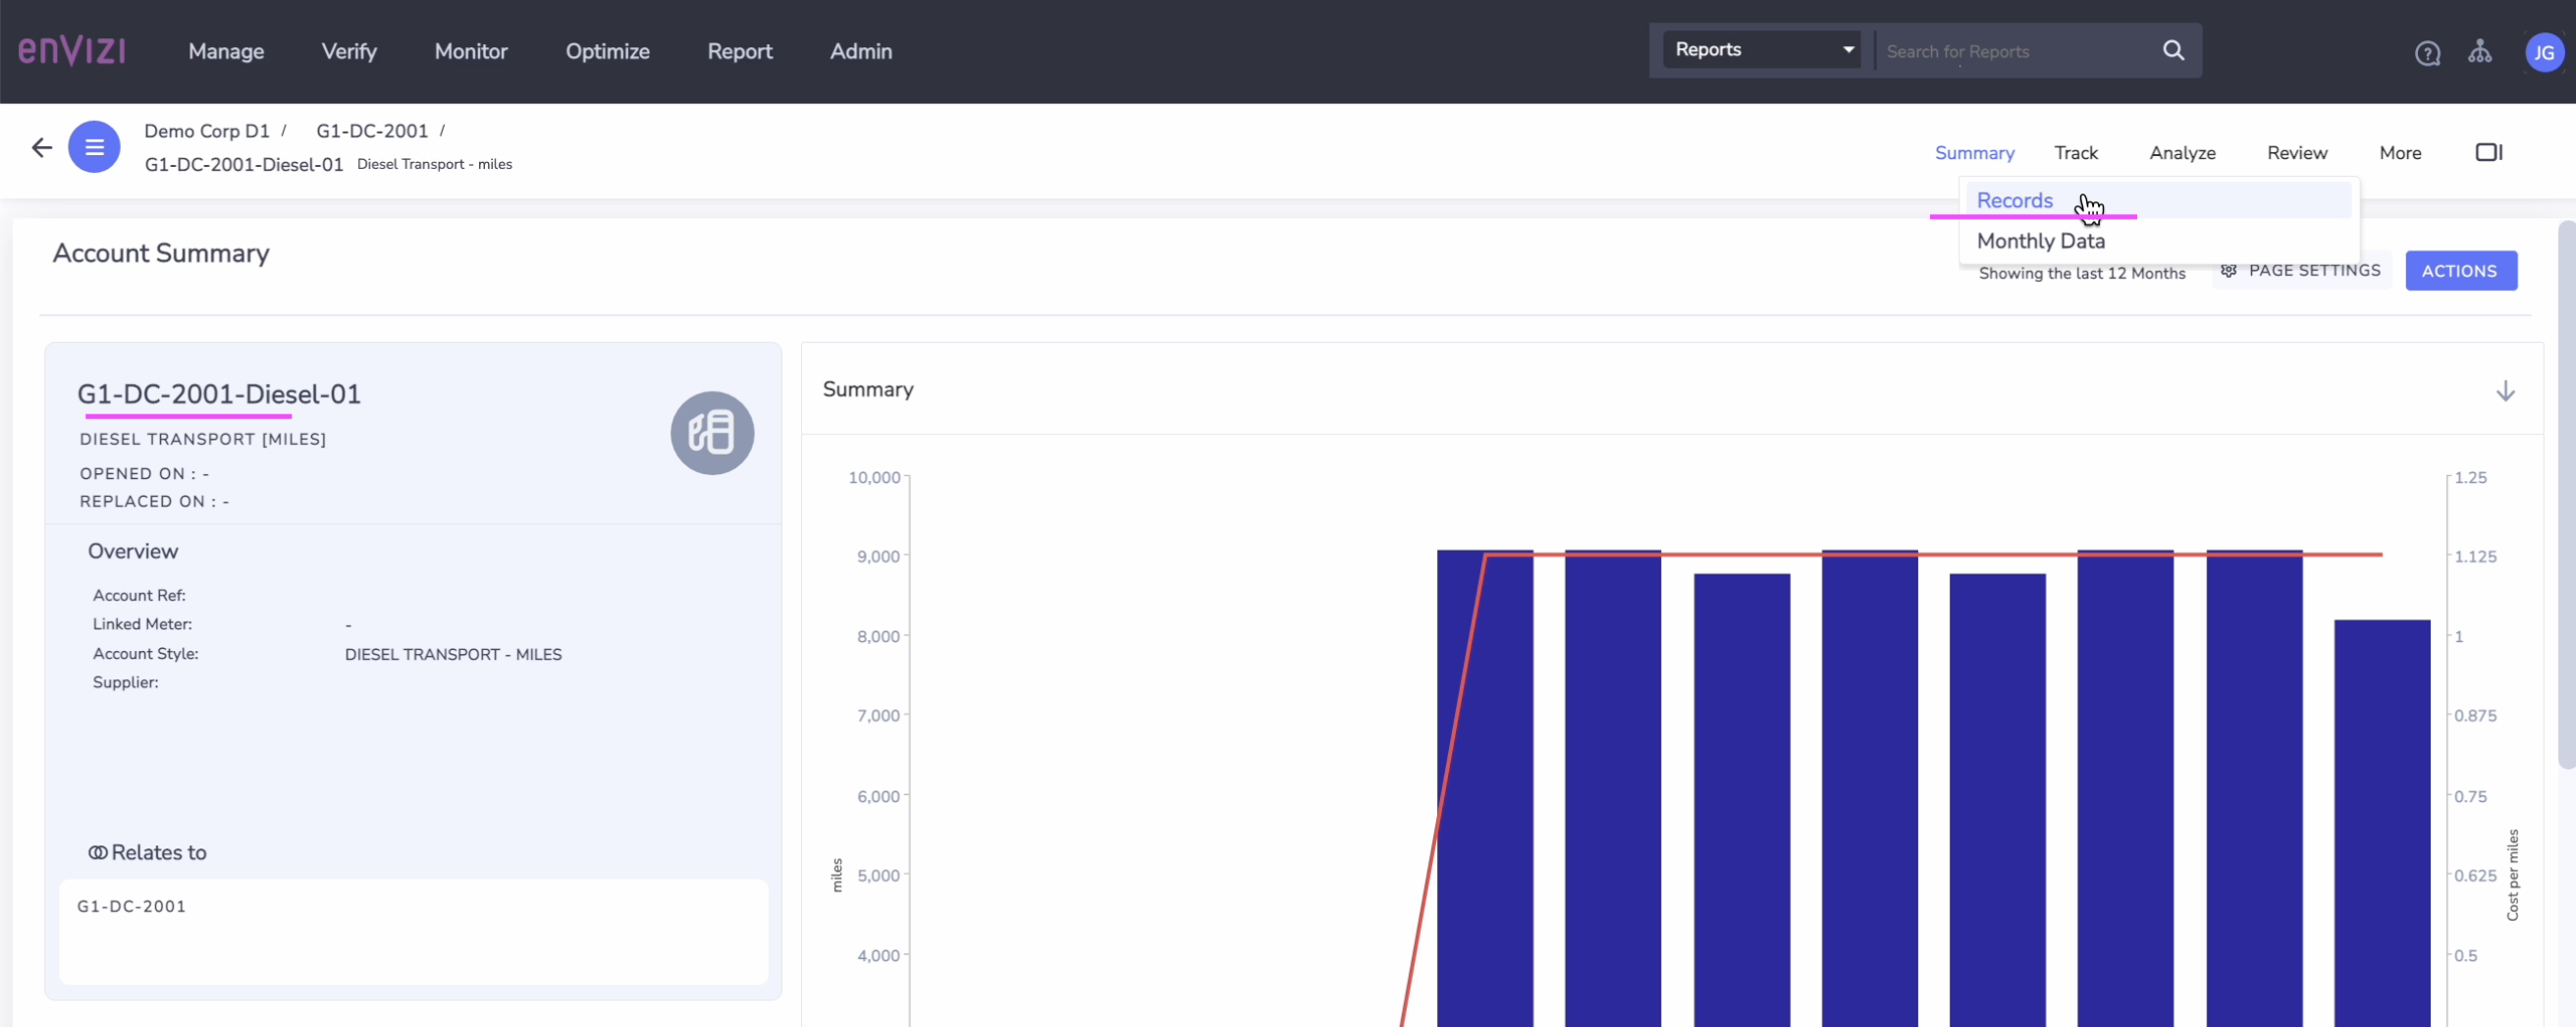 enVIZI Manage Verify Monitor Optimize Report Admin Reports Search for Reports JG
Demo Corp D1 / G1-DC-2001 /
G1-DC-2001-Diesel-01 Diesel Transport - miles
Summary Track Analyze Review More
Records
Monthly Data
Account Summary
Showing the last 12 Months PAGE SETTINGS ACTIONS
G1-DC-2001-Diesel-01
DIESEL TRANSPORT [MILES]
OPENED ON : -
REPLACED ON : -
Overview
Account Ref:
Linked Meter: -
Account Style: DIESEL TRANSPORT - MILES
Supplier:
Relates to
G1-DC-2001
Summary
10,000
9,000
8,000
7,000
6,000
5,000
4,000
miles
1.25
1.125
1
0.875
0.75
0.625
0.5
Cost per miles